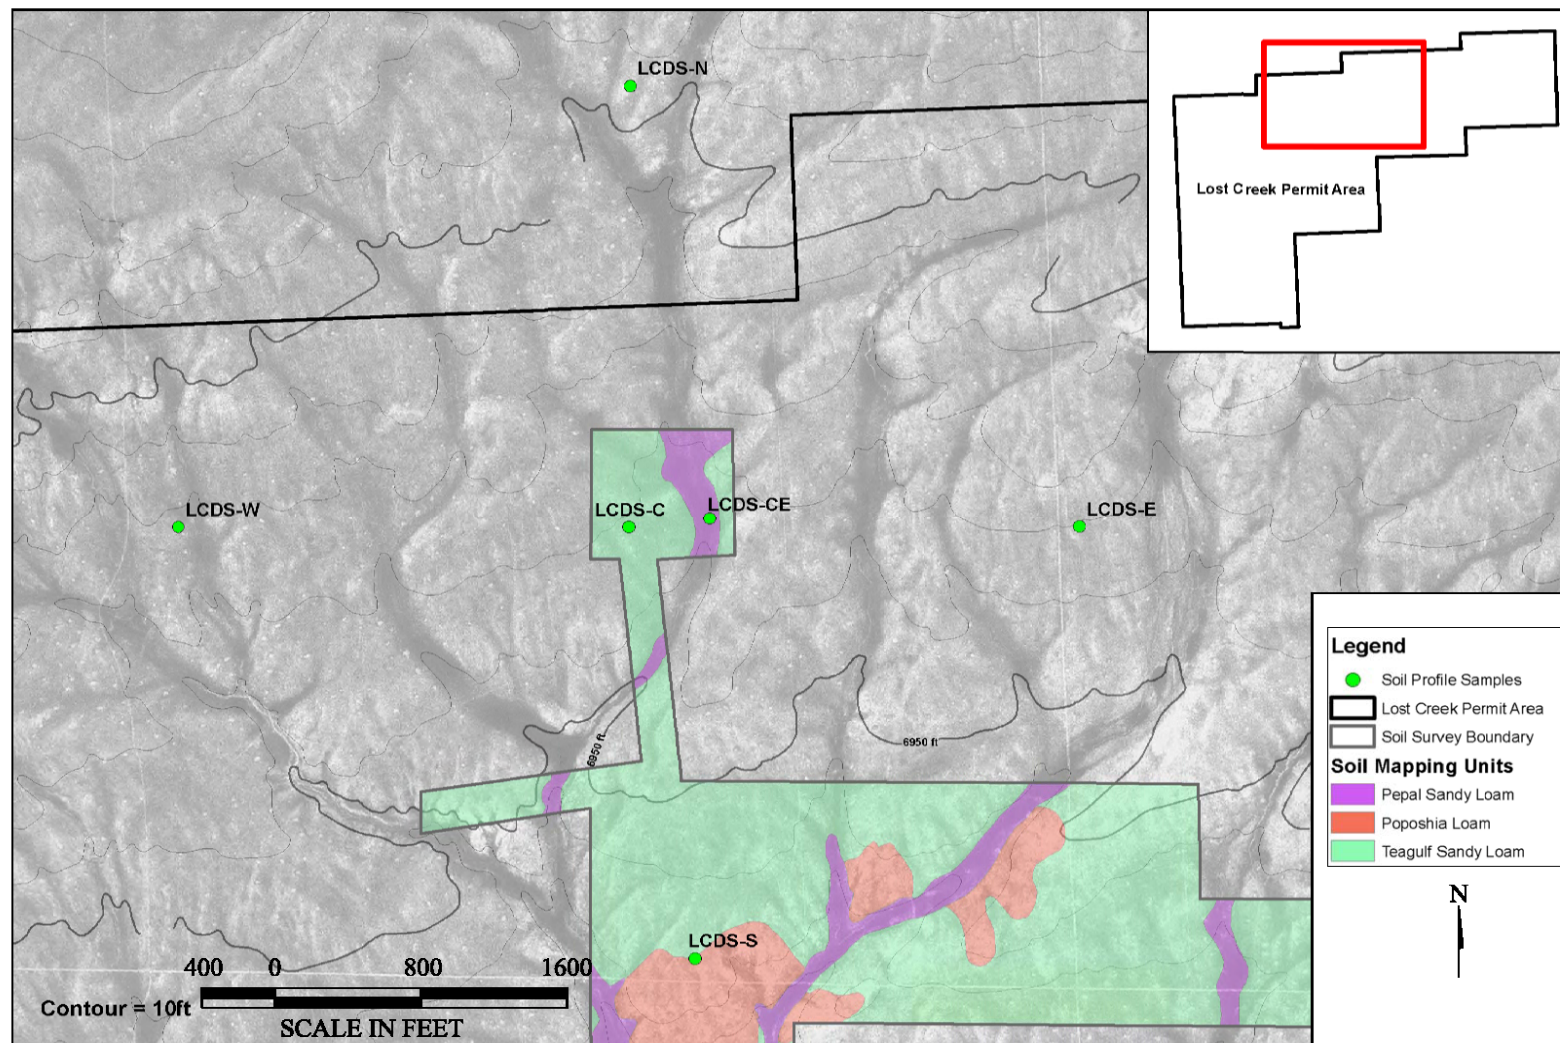 LCDS-N
Lost Creek Permit Area
LCDS-W
LCDS-C
LCDS-CE
LCDS-E
6950 ft
6950 ft
LCDS-S
Legend
Soil Profile Samples
Lost Creek Permit Area
Soil Survey Boundary
Soil Mapping Units
Pepal Sandy Loam
Poposhia Loam
Teagulf Sandy Loam
N
400 0 800 1600
Contour = 10ft
SCALE IN FEET